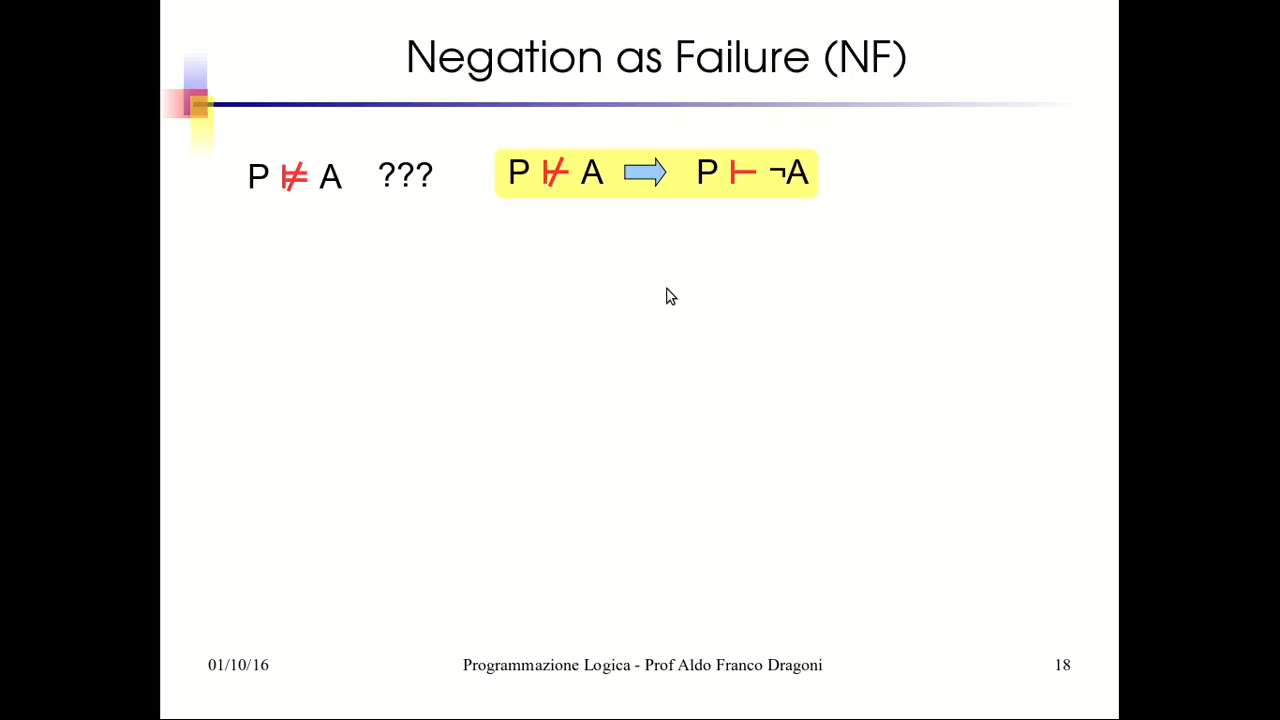 Negation as Failure (NF)
P ⊭ A ???
P ⊬ A ⇒ P ⊢ ¬A
01/10/16
Programmazione Logica - Prof Aldo Franco Dragoni
18